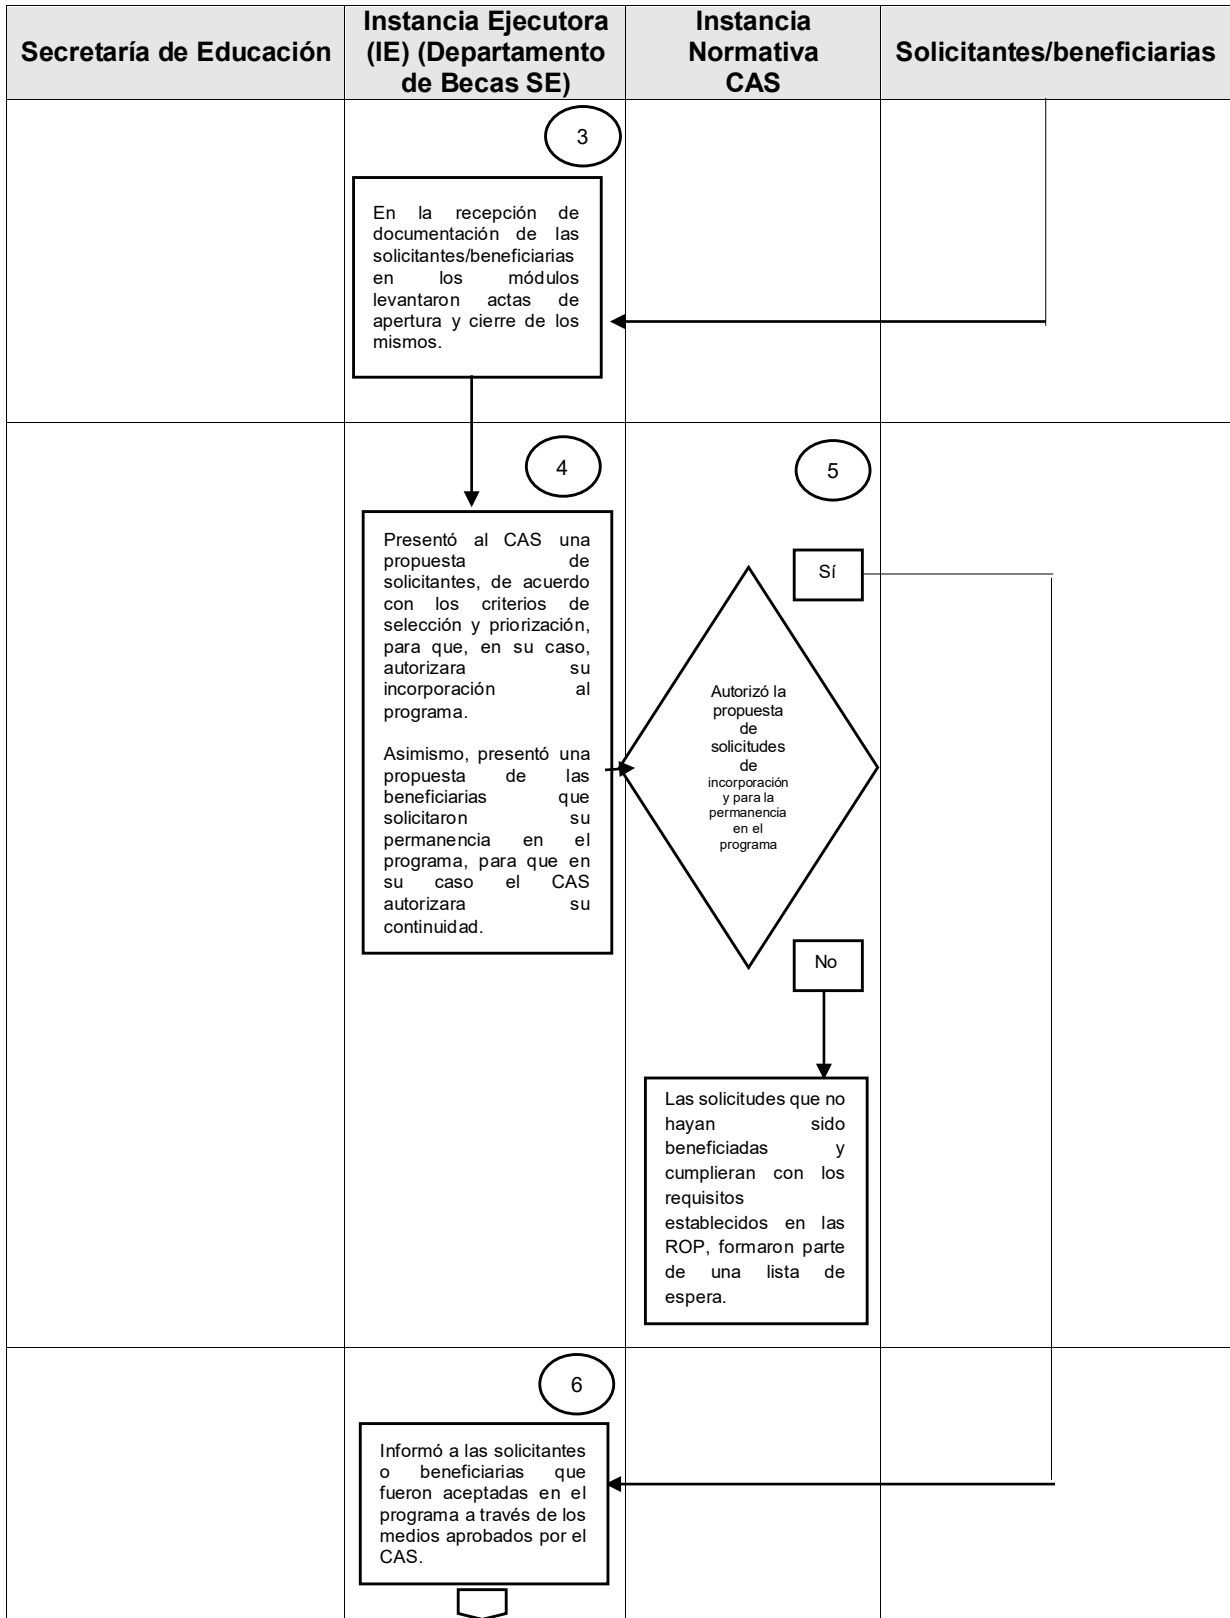 Secretaría de Educación
Instancia Ejecutora
(IE) (Departamento
de Becas SE)
Instancia
Normativa
CAS
Solicitantes/beneficiarias
3
En la recepción de
documentación de las
solicitantes/beneficiarias
en los módulos
levantaron actas de
apertura y cierre de los
mismos.
4
Presentó al CAS una
propuesta de
solicitantes, de acuerdo
con los criterios de
selección y priorización,
para que, en su caso,
autorizara su
incorporación al
programa.
Asimismo, presentó una
propuesta de las
beneficiarias que
solicitaron su
permanencia en el
programa, para que en
su caso el CAS
autorizara su
continuidad.
5
Sí
Autorizó la
propuesta
de
solicitudes
de
incorporación
y para la
permanencia
en el
programa
No
Las solicitudes que no
hayan sido
beneficiadas y
cumplieran con los
requisitos
establecidos en las
ROP, formaron parte
de una lista de
espera.
6
Informó a las solicitantes
o beneficiarias que
fueron aceptadas en el
programa a través de los
medios aprobados por el
CAS.